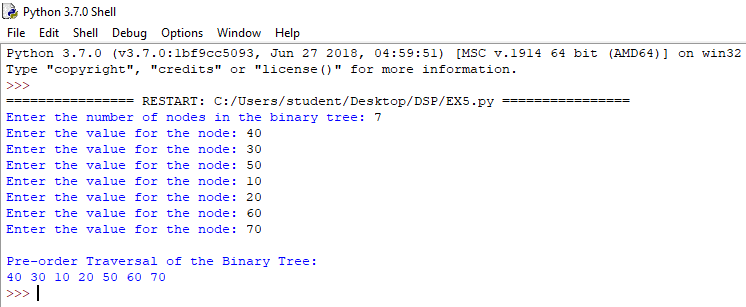 Python 3.7.0 Shell
File Edit Shell Debug Options Window Help
Python 3.7.0 (v3.7.0:1bf9cc5093, Jun 27 2018, 04:59:51) [MSC v.1914 64 bit (AMD64)] on win32
Type "copyright", "credits" or "license()" for more information.
>>>
================ RESTART: C:/Users/student/Desktop/DSP/EX5.py ================
Enter the number of nodes in the binary tree: 7
Enter the value for the node: 40
Enter the value for the node: 30
Enter the value for the node: 50
Enter the value for the node: 10
Enter the value for the node: 20
Enter the value for the node: 60
Enter the value for the node: 70
Pre-order Traversal of the Binary Tree:
40 30 10 20 50 60 70
>>>